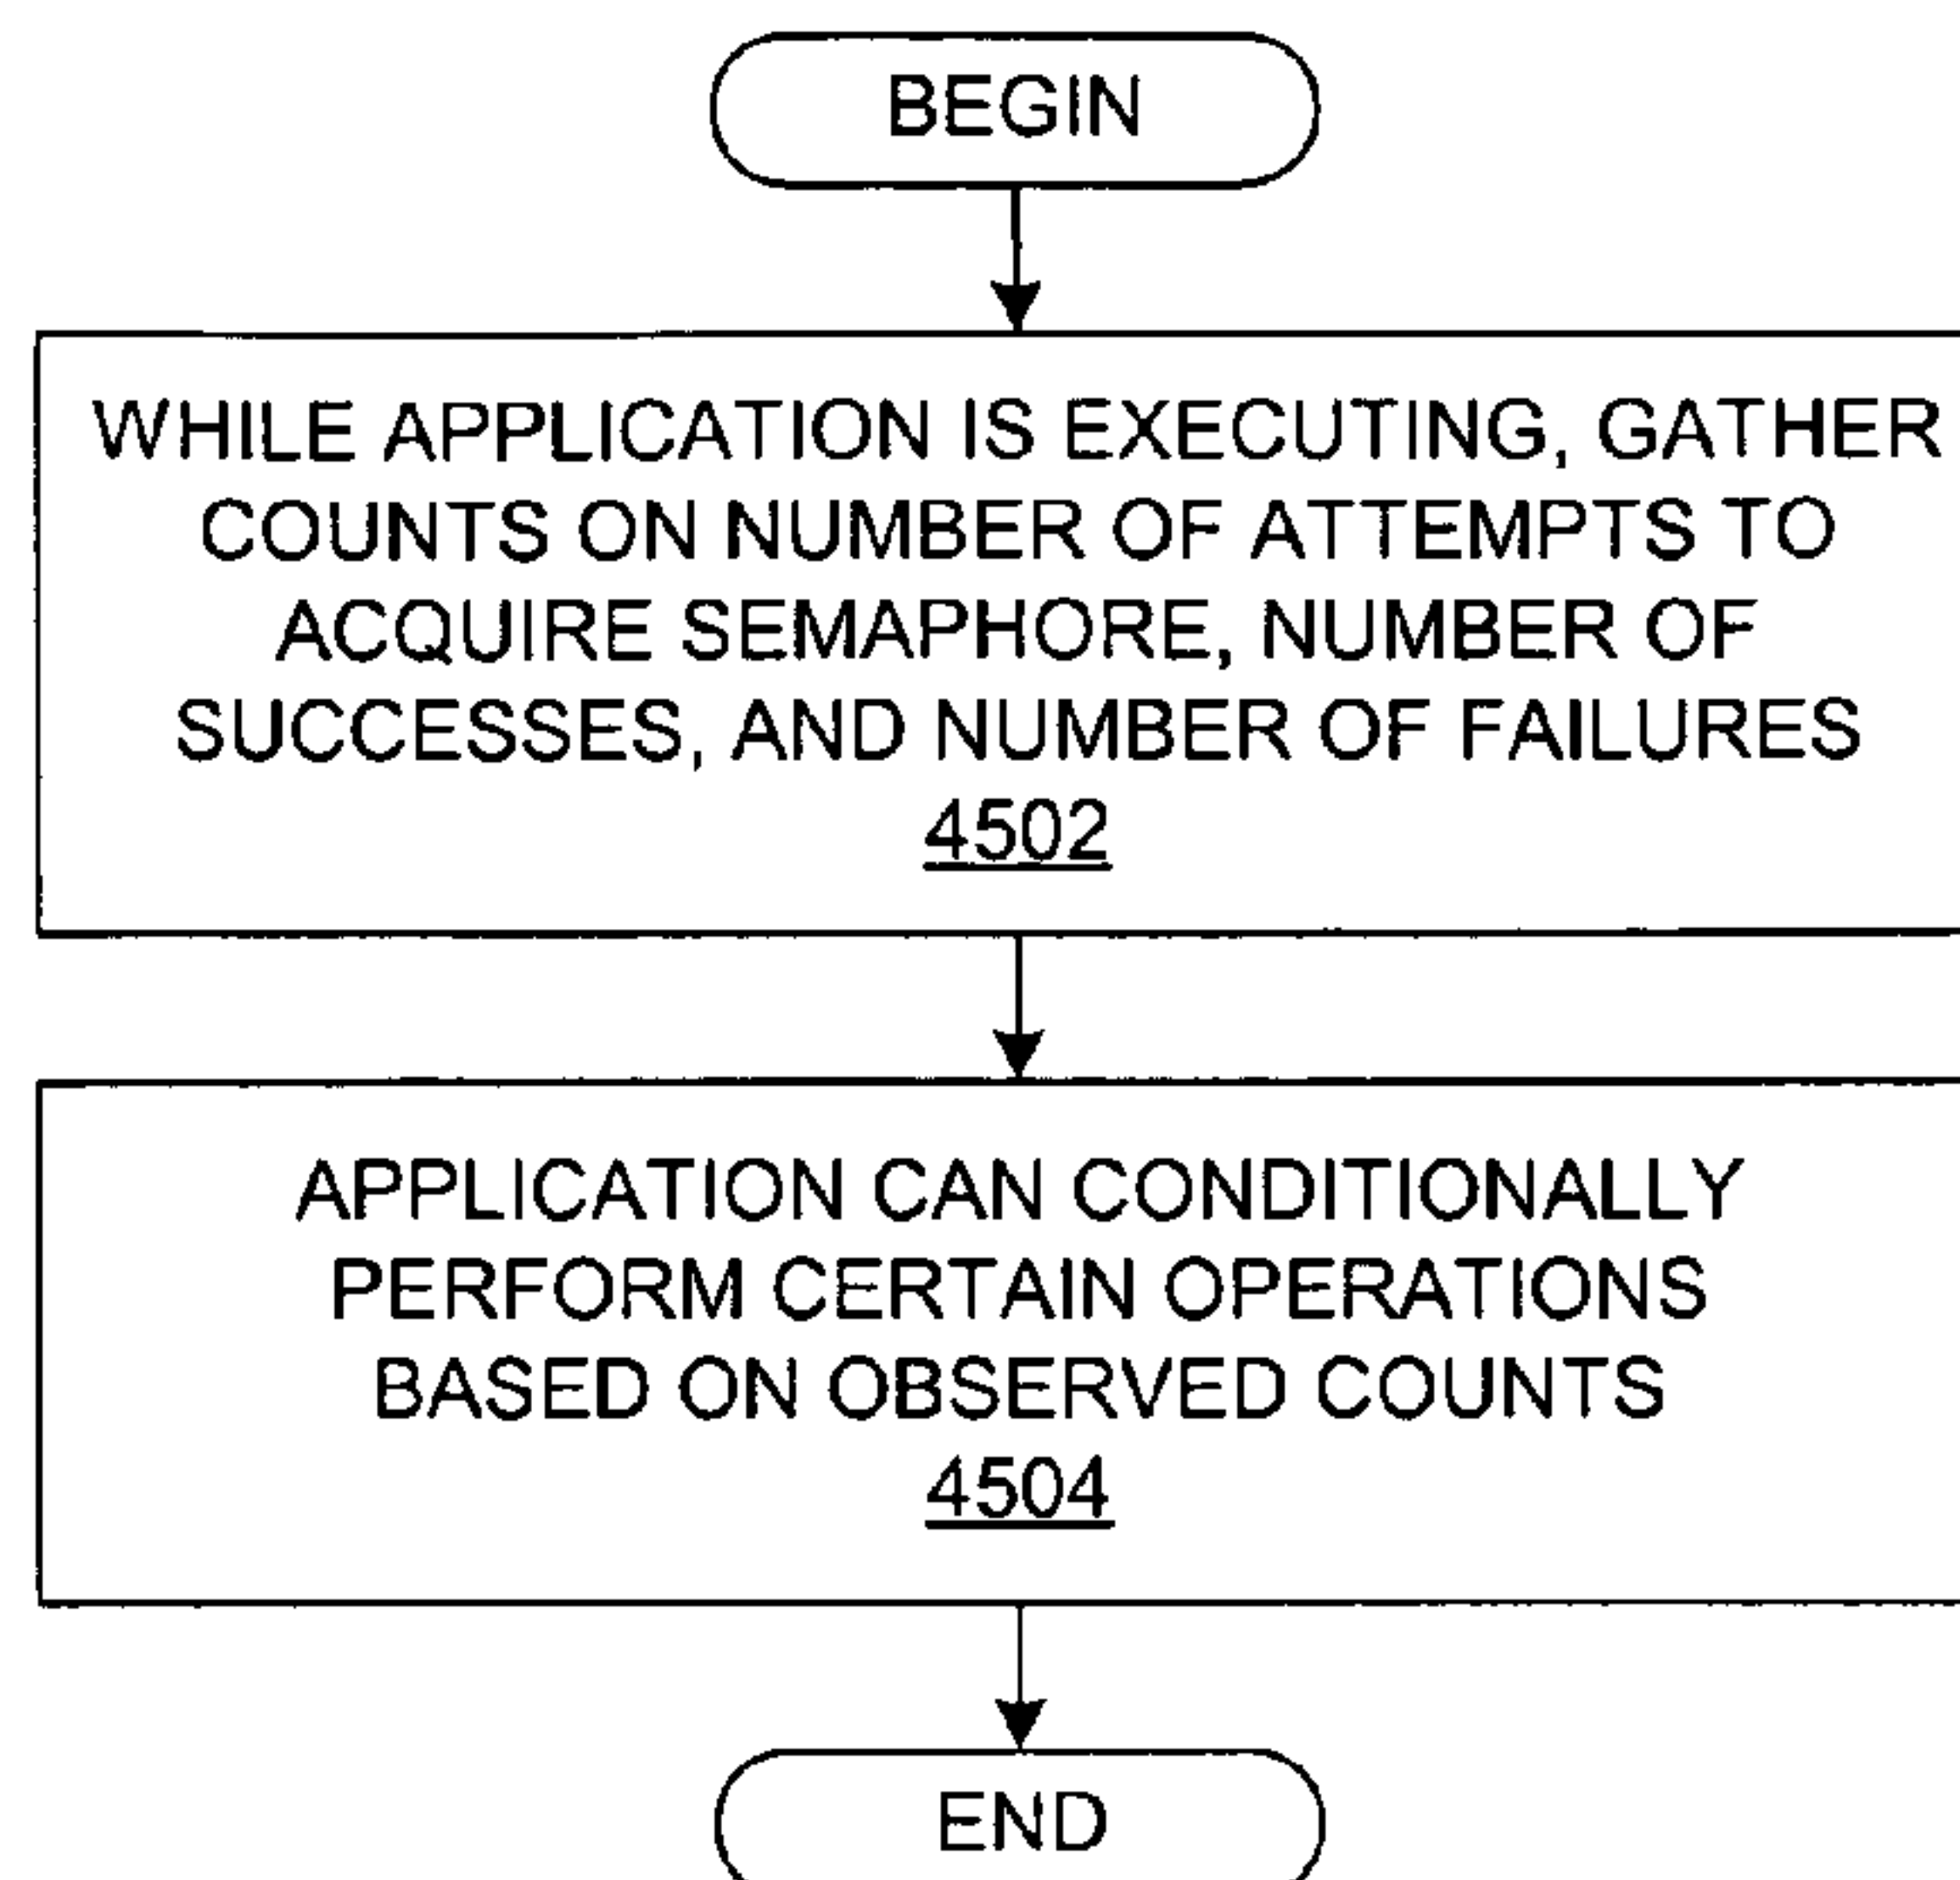 BEGIN
WHILE APPLICATION IS EXECUTING, GATHER
COUNTS ON NUMBER OF ATTEMPTS TO
ACQUIRE SEMAPHORE, NUMBER OF
SUCCESSES, AND NUMBER OF FAILURES
4502
APPLICATION CAN CONDITIONALLY
PERFORM CERTAIN OPERATIONS
BASED ON OBSERVED COUNTS
4504
END